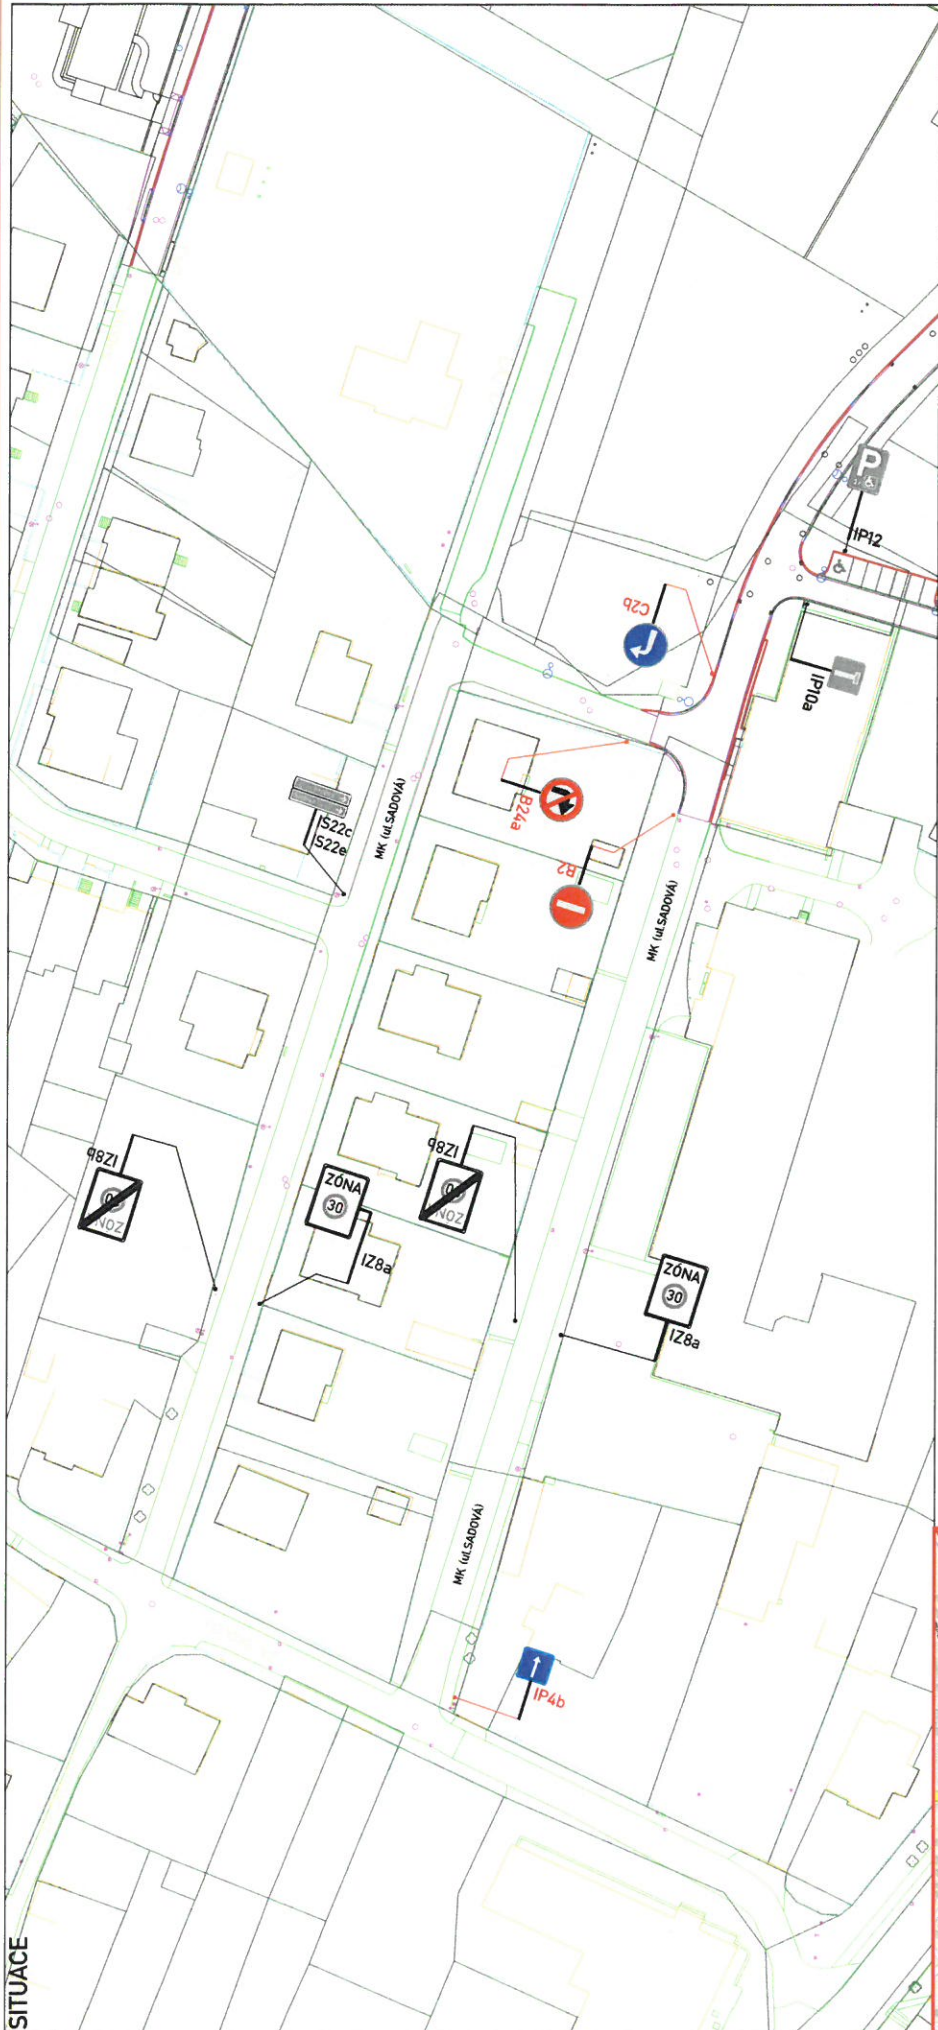 SITUACE
P
IP12
C2b
IP10a
B24a
B2
IS22c
IS22e
MK (ul.SADOVÁ)
MK (ul.SADOVÁ)
IZ8b
IZ8b
ZÓNA
30
IZ8a
ZÓNA
30
IZ8a
MK (ul.SADOVÁ)
IP4b